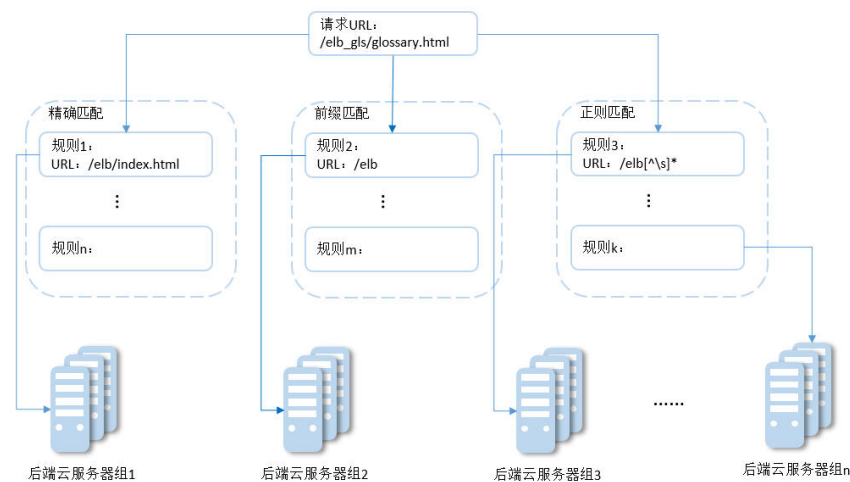 请求URL：
/elb_gls/glossary.html
精确匹配
规则1：
URL：/elb/index.html
⋮
规则n：
前缀匹配
规则2：
URL：/elb
⋮
规则m：
正则匹配
规则3：
URL：/elb[^\s]*
⋮
规则k：
……
后端云服务器组1
后端云服务器组2
后端云服务器组3
后端云服务器组n